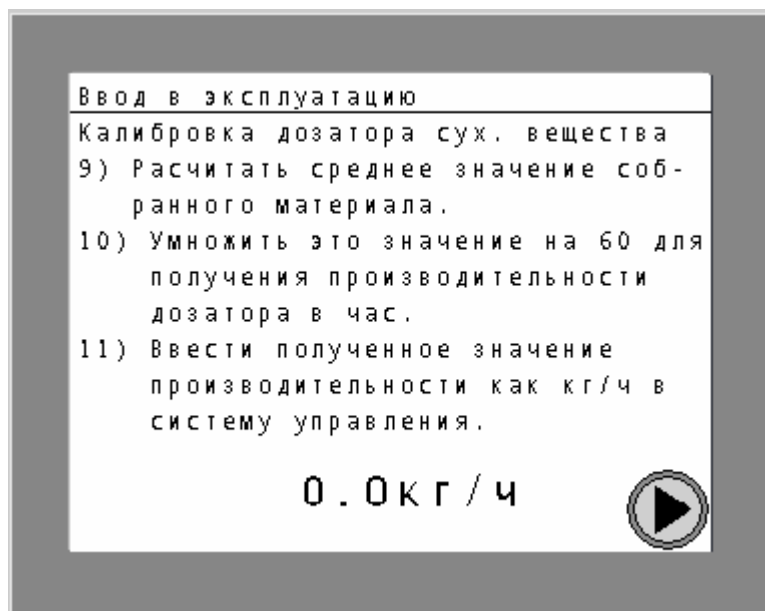 Ввод в эксплуатацию
Калибровка дозатора сух. вещества
9) Расчитать среднее значение соб-
ранного материала.
10) Умножить это значение на 60 для
получения производительности
дозатора в час.
11) Ввести полученное значение
производительности как кг/ч в
систему управления.
0.0кг/ч